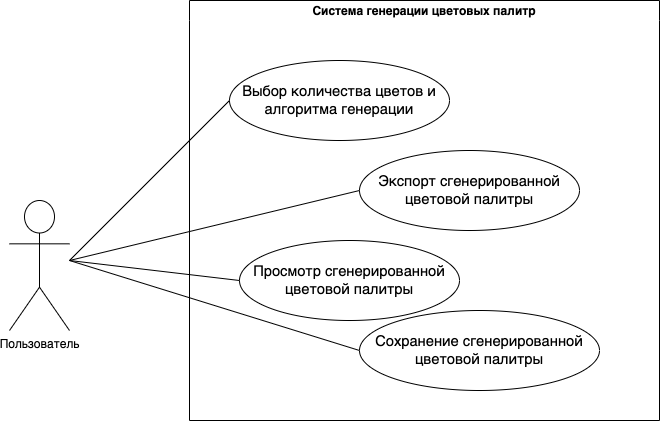 Система генерации цветовых палитр
Выбор количества цветов и
алгоритма генерации
Экспорт сгенерированной
цветовой палитры
Просмотр сгенерированной
цветовой палитры
Пользователь
Сохранение сгенерированной
цветовой палитры